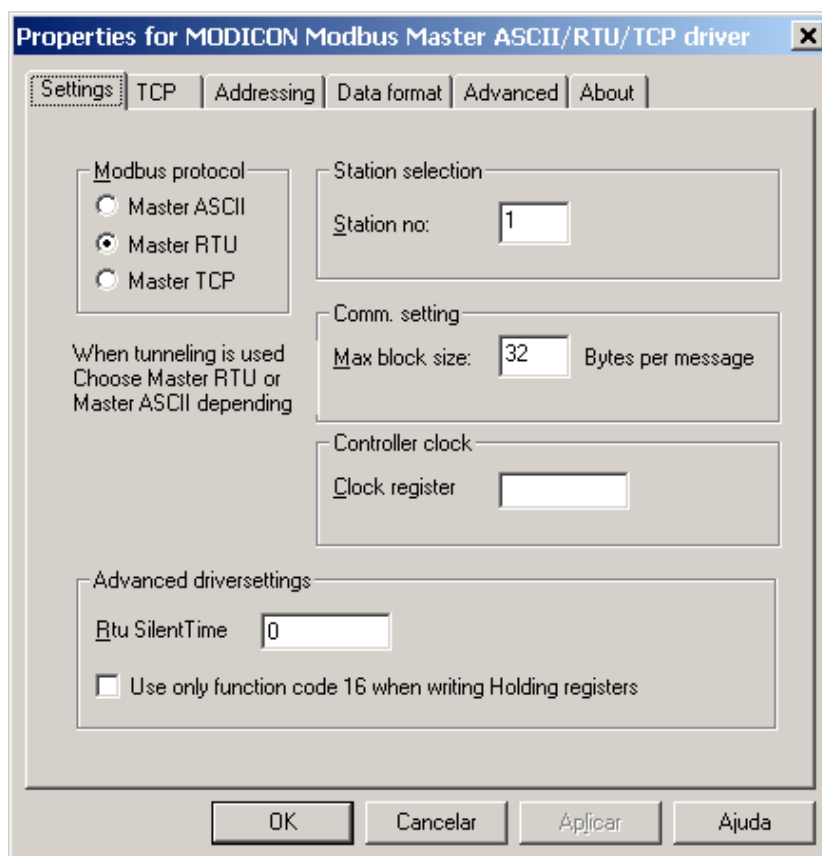 Properties for MODICON Modbus Master ASCII/RTU/TCP driver
Settings TCP Addressing Data format Advanced About
Modbus protocol
Master ASCII
Master RTU
Master TCP
When tunneling is used
Choose Master RTU or
Master ASCII depending
Station selection
Station no: 1
Comm. setting
Max block size: 32 Bytes per message
Controller clock
Clock register
Advanced driversettings
Rtu SilentTime 0
Use only function code 16 when writing Holding registers
OK Cancelar Aplicar Ajuda